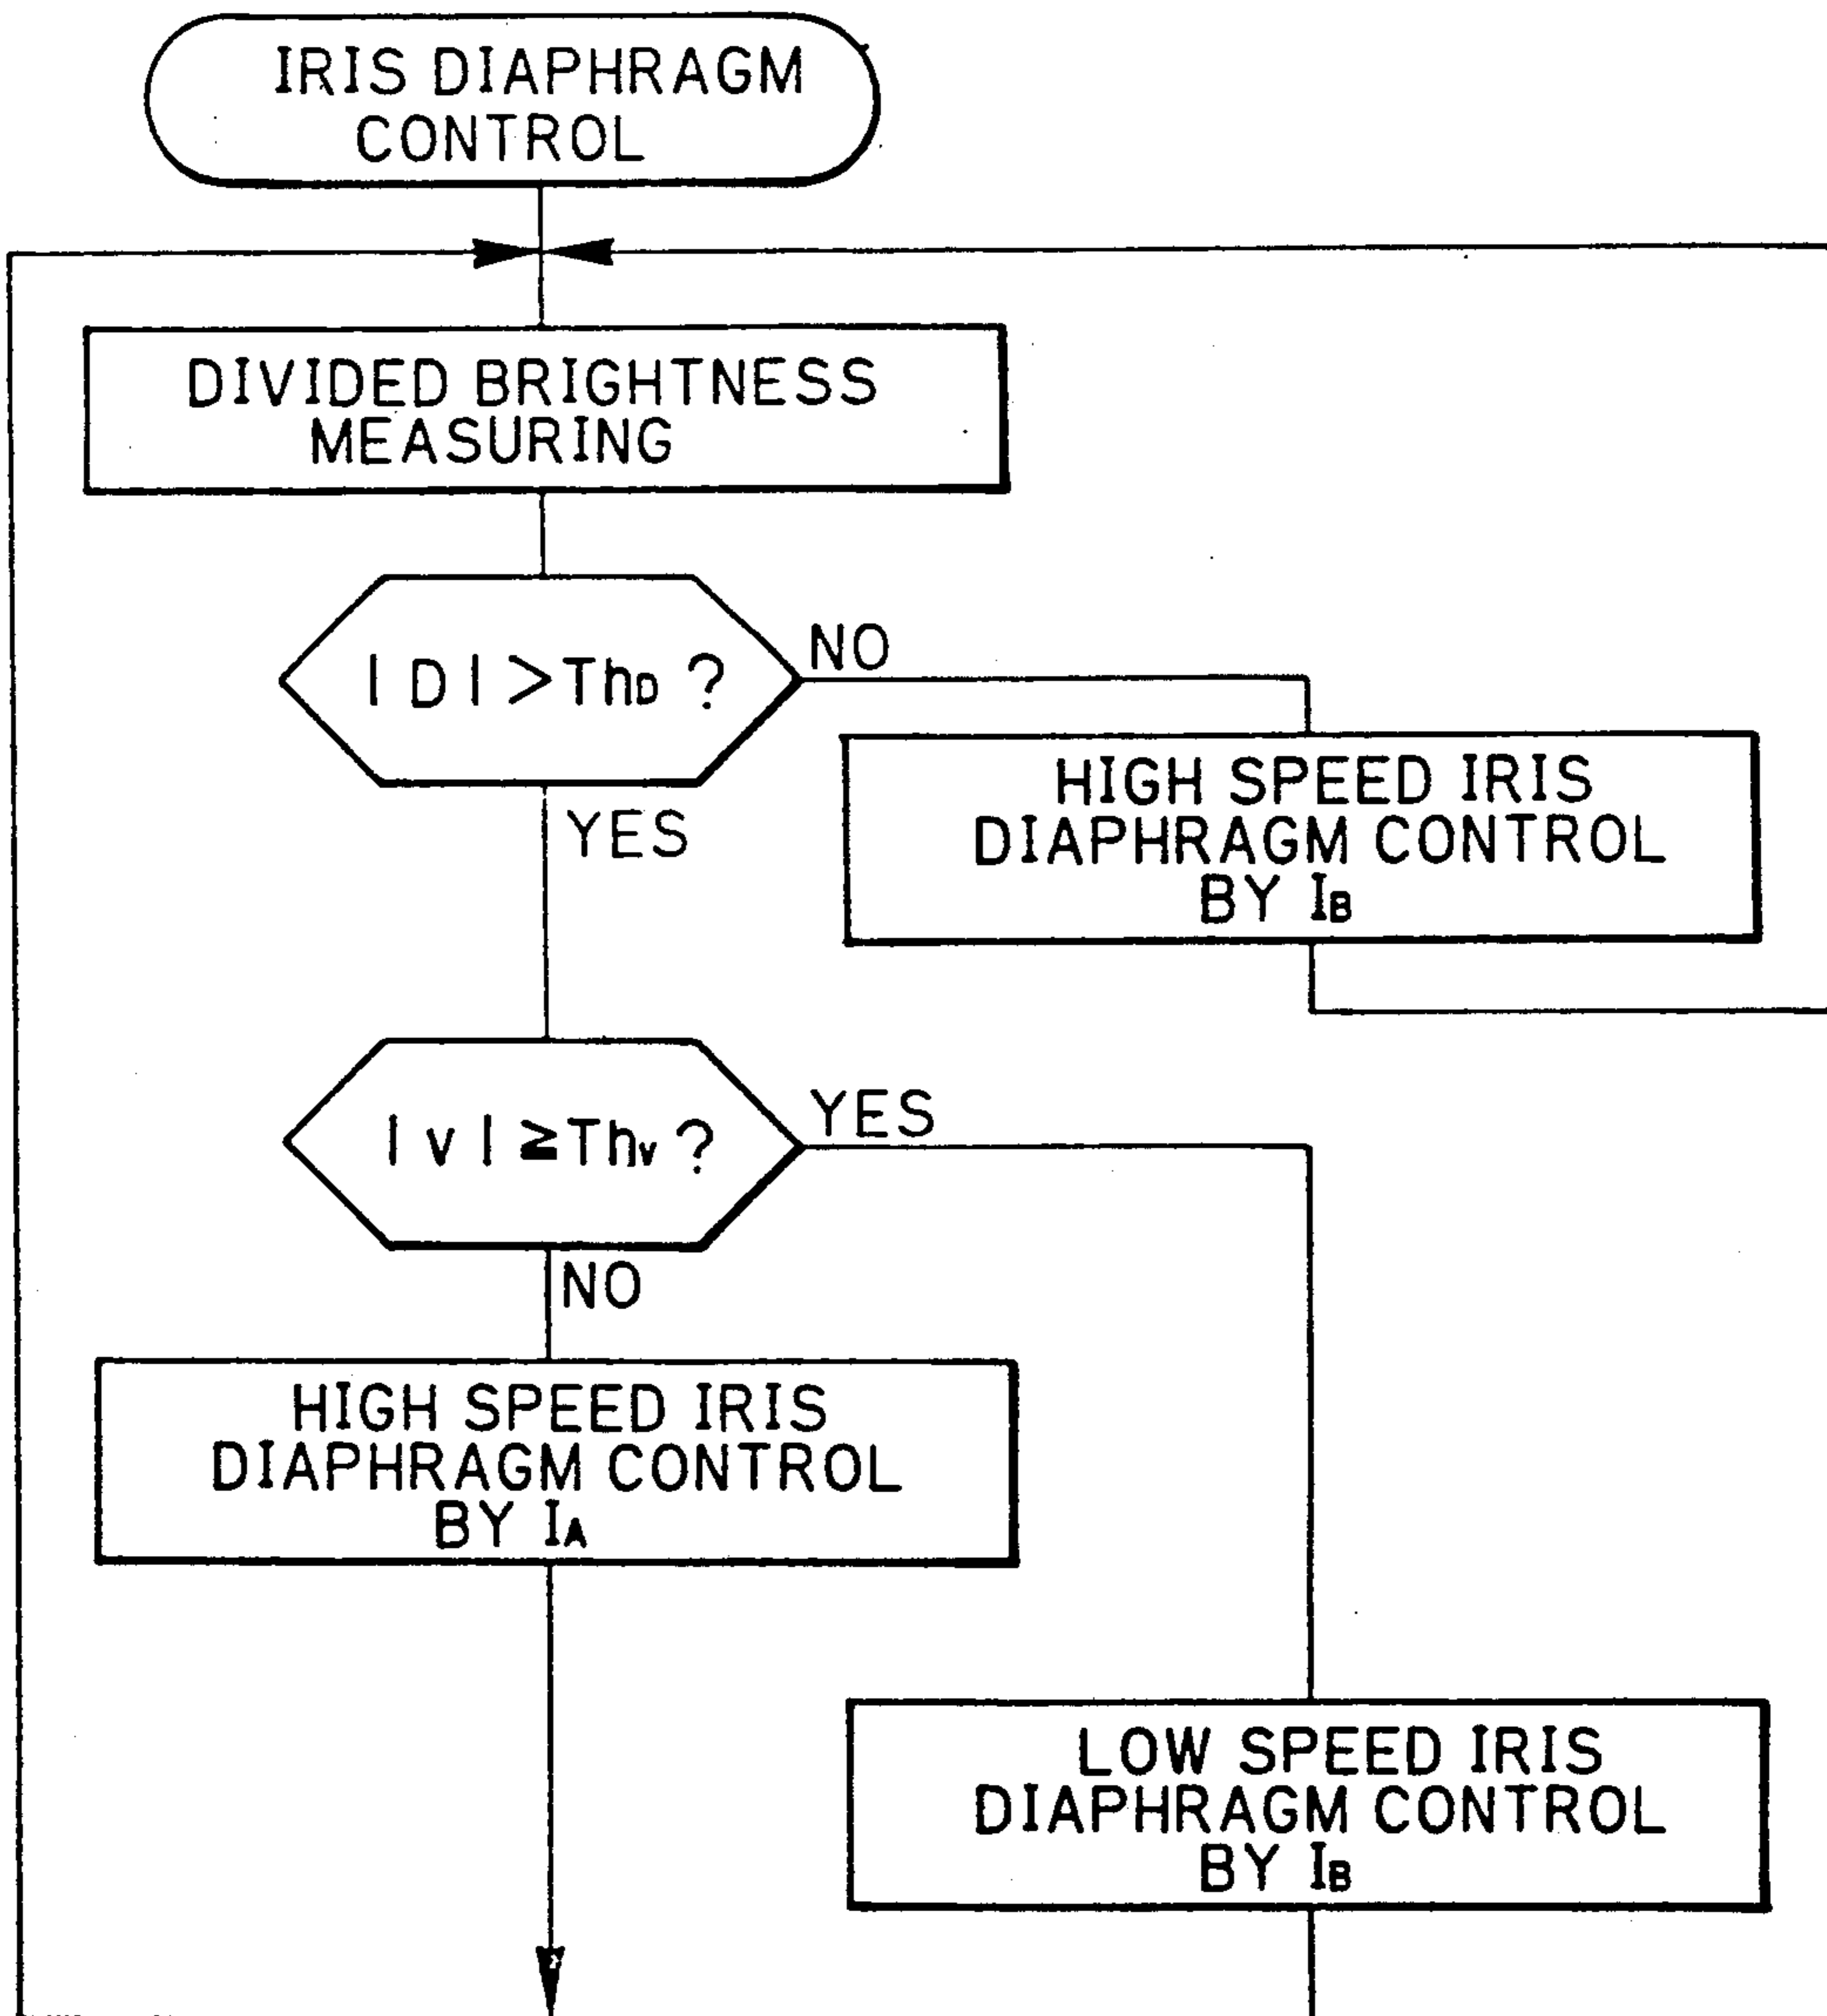 IRIS DIAPHRAGM
CONTROL
DIVIDED BRIGHTNESS
MEASURING
| D | > ThD ?
NO
HIGH SPEED IRIS
DIAPHRAGM CONTROL
BY IB
YES
| v | ≧ Thv ?
YES
NO
HIGH SPEED IRIS
DIAPHRAGM CONTROL
BY IA
LOW SPEED IRIS
DIAPHRAGM CONTROL
BY IB